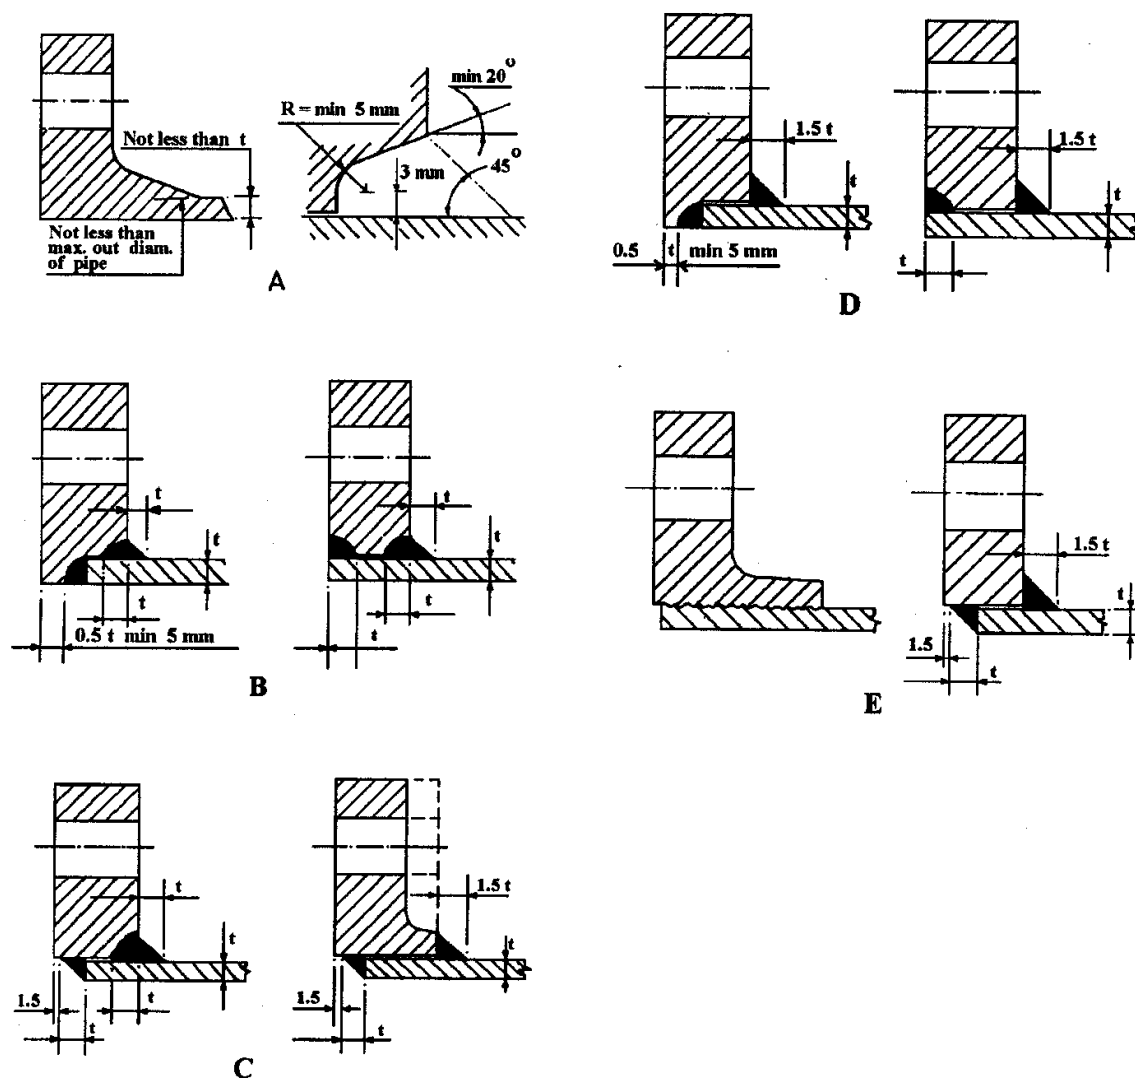 Not less than t
Not less than
max. out diam.
of pipe
R = min 5 mm
min 20°
3 mm
45°
A
1.5 t
t
0.5 t min 5 mm
1.5 t
t
t
D
t
t
t
0.5 t min 5 mm
t
t
t
t
B
1.5 t
t
1.5
t
E
t
t
1.5
t
t
1.5 t
t
1.5
t
C